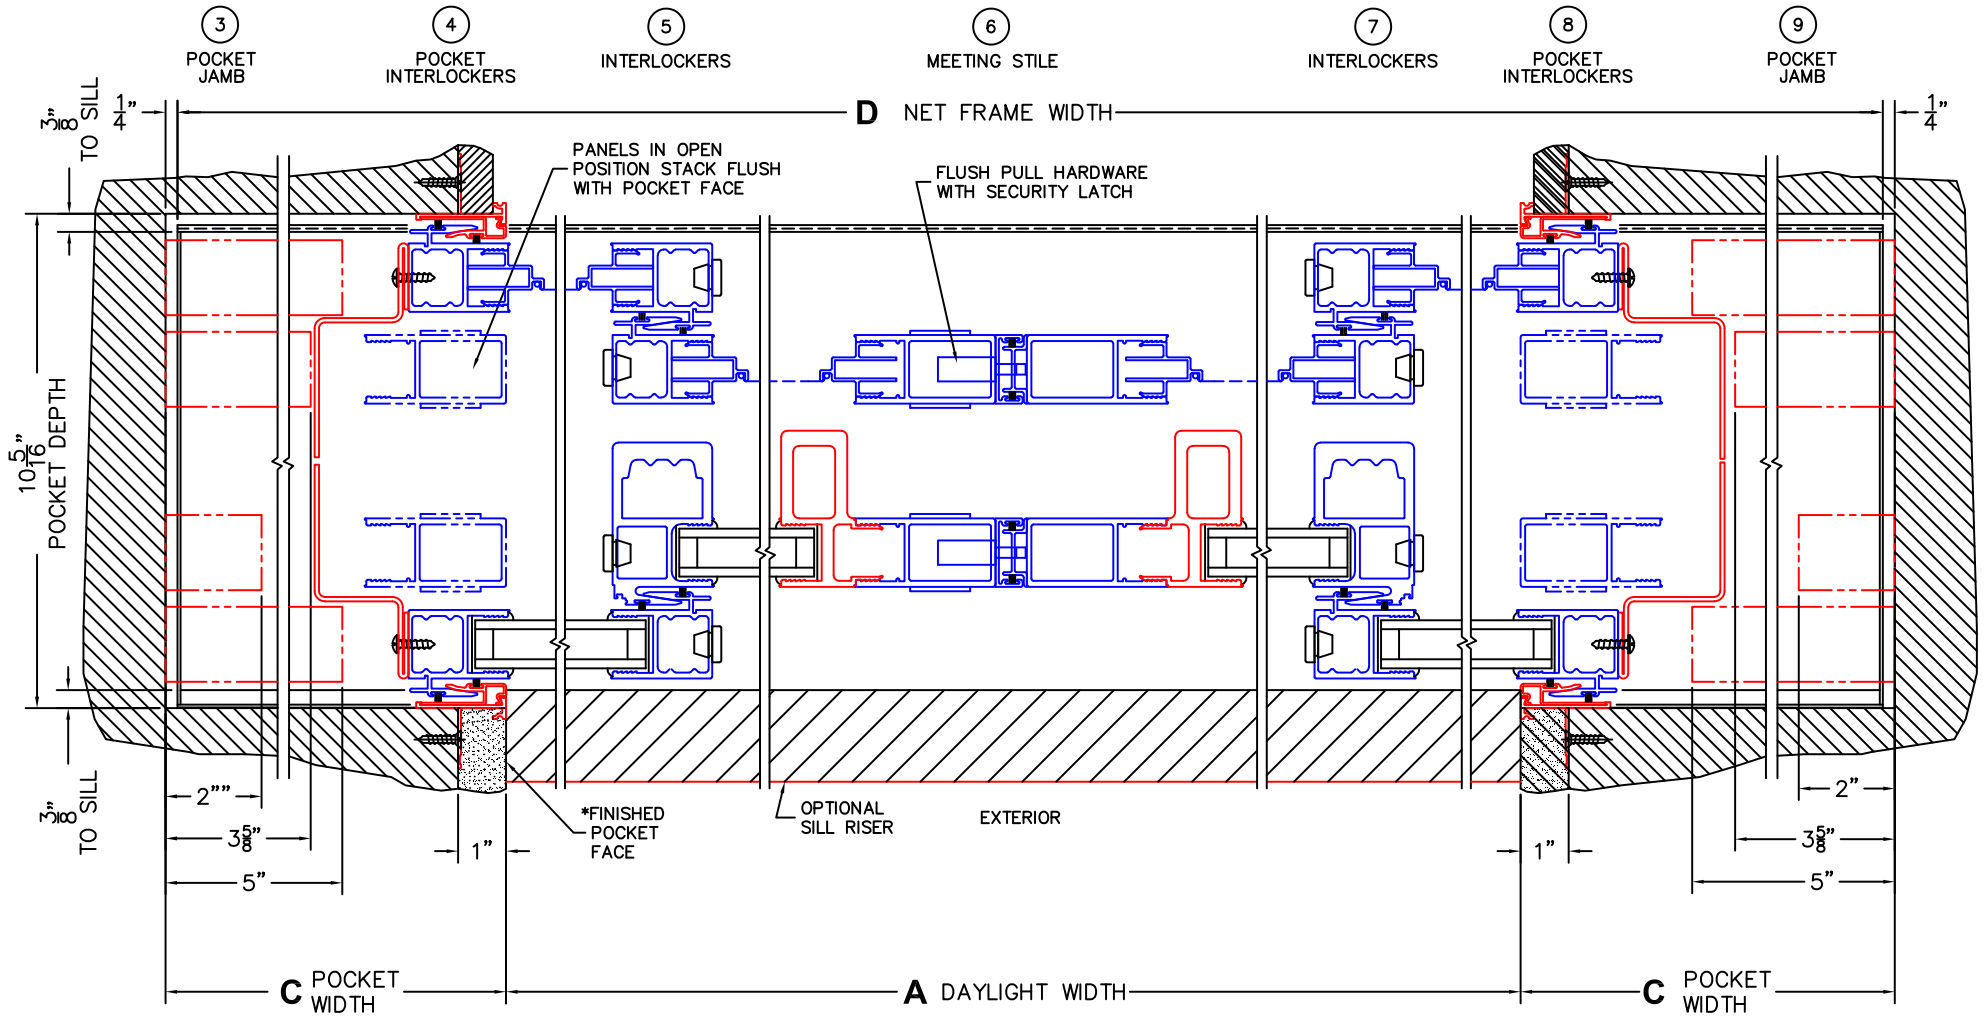 3
4
5
6
7
8
9
POCKET
JAMB
POCKET
INTERLOCKERS
INTERLOCKERS
MEETING STILE
INTERLOCKERS
POCKET
INTERLOCKERS
POCKET
JAMB
3/8" TO SILL
1/4"
D NET FRAME WIDTH
1/4"
PANELS IN OPEN
POSITION STACK FLUSH
WITH POCKET FACE
FLUSH PULL HARDWARE
WITH SECURITY LATCH
10 5/16"
POCKET DEPTH
3/8" TO SILL
2""
3 5/8"
5"
1"
*FINISHED
POCKET
FACE
OPTIONAL
SILL RISER
EXTERIOR
1"
2"
3 5/8"
5"
C POCKET
WIDTH
A DAYLIGHT WIDTH
C POCKET
WIDTH